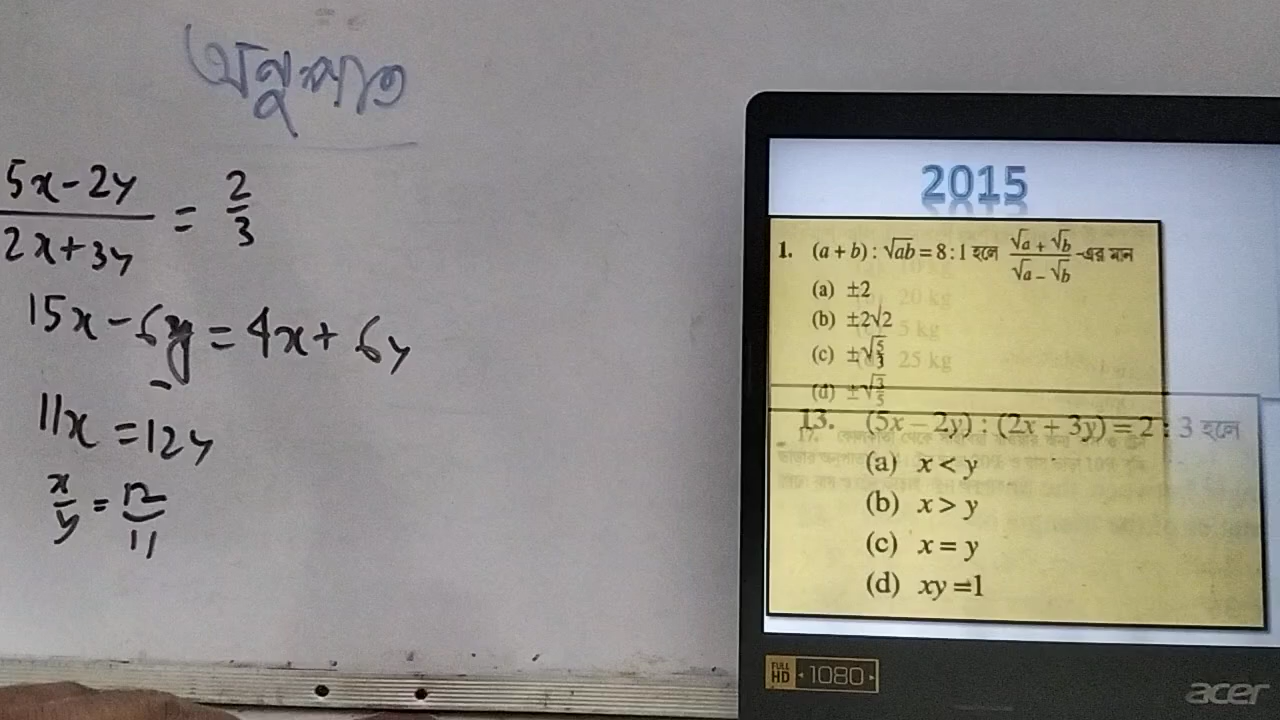 অনুপাত
5x-2y / 2x+3y = 2/3
15x - 6y = 4x + 6y
11x = 12y
x/y = 12/11
2015
1. (a + b) : √ab = 8 : 1 হলে (√a + √b)/(√a - √b) -এর মান
(a) ±2
(b) ±2√2
(c) ±√5/3
(d) ±√3/5
13. (5x - 2y) : (2x + 3y) = 2 : 3 হলে
(a) x < y
(b) x > y
(c) x = y
(d) xy = 1
FULL HD 1080
acer